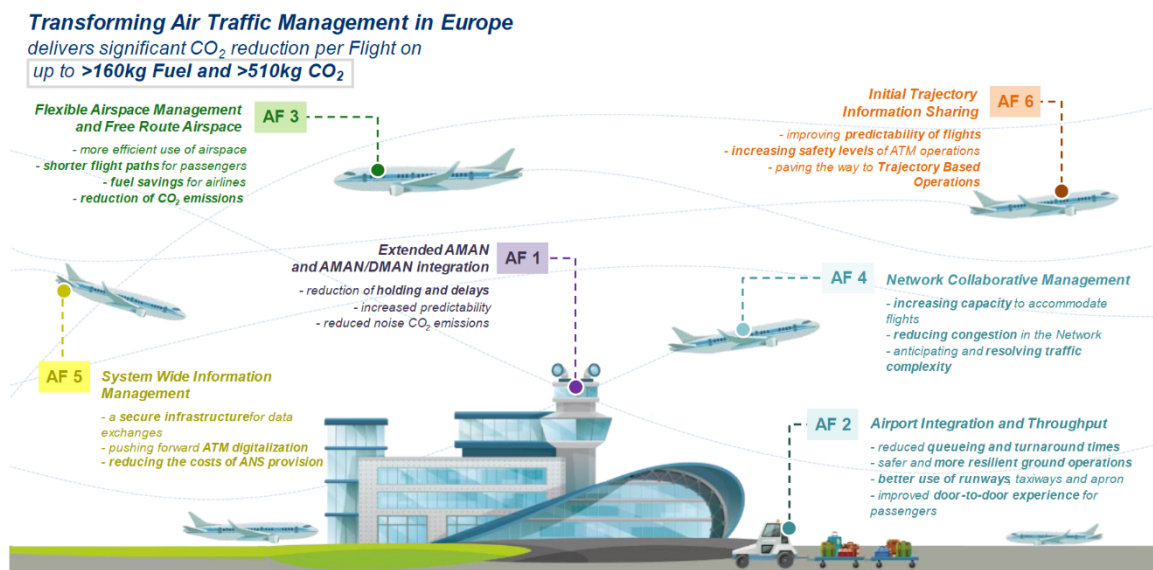 Transforming Air Traffic Management in Europe
delivers significant CO₂ reduction per Flight on
up to >160kg Fuel and >510kg CO₂
Flexible Airspace Management
and Free Route Airspace
AF 3
- more efficient use of airspace
- shorter flight paths for passengers
- fuel savings for airlines
- reduction of CO₂ emissions
Initial Trajectory
Information Sharing
AF 6
- improving predictability of flights
- increasing safety levels of ATM operations
- paving the way to Trajectory Based
Operations
Extended AMAN
and AMAN/DMAN integration
AF 1
- reduction of holding and delays
- increased predictability
- reduced noise CO₂ emissions
AF 4
Network Collaborative Management
- increasing capacity to accommodate
flights
- reducing congestion in the Network
- anticipating and resolving traffic
complexity
AF 5
System Wide Information
Management
- a secure infrastructure for data
exchanges
- pushing forward ATM digitalization
- reducing the costs of ANS provision
AF 2
Airport Integration and Throughput
- reduced queueing and turnaround times
- safer and more resilient ground operations
- better use of runways, taxiways and apron
- improved door-to-door experience for
passengers